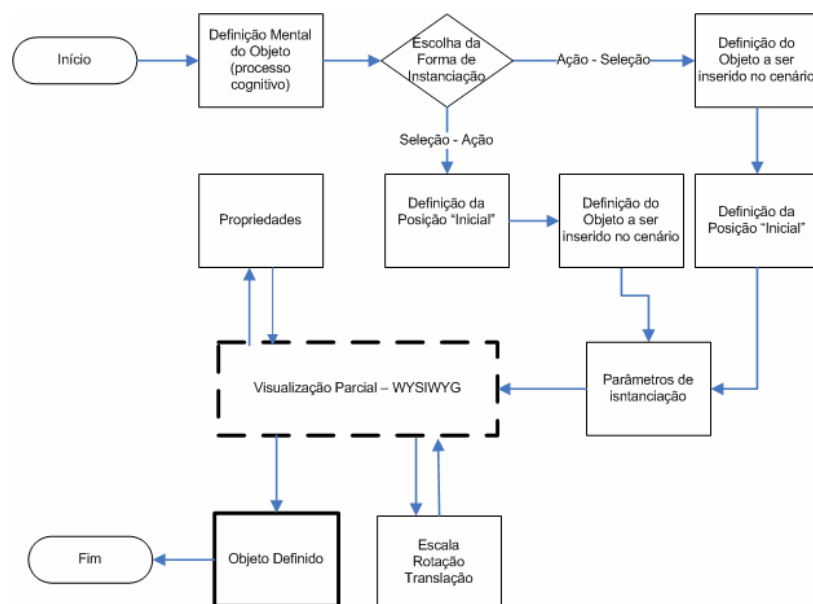 Início
Definição Mental
do Objeto
(processo
cognitivo)
Escolha da
Forma de
Instanciação
Ação - Seleção
Definição do
Objeto a ser
inserido no cenário
Seleção - Ação
Propriedades
Definição da
Posição “Inicial”
Definição do
Objeto a ser
inserido no cenário
Definição da
Posição “Inicial”
Visualização Parcial – WYSIWYG
Parâmetros de
isntanciação
Fim
Objeto Definido
Escala
Rotação
Translação